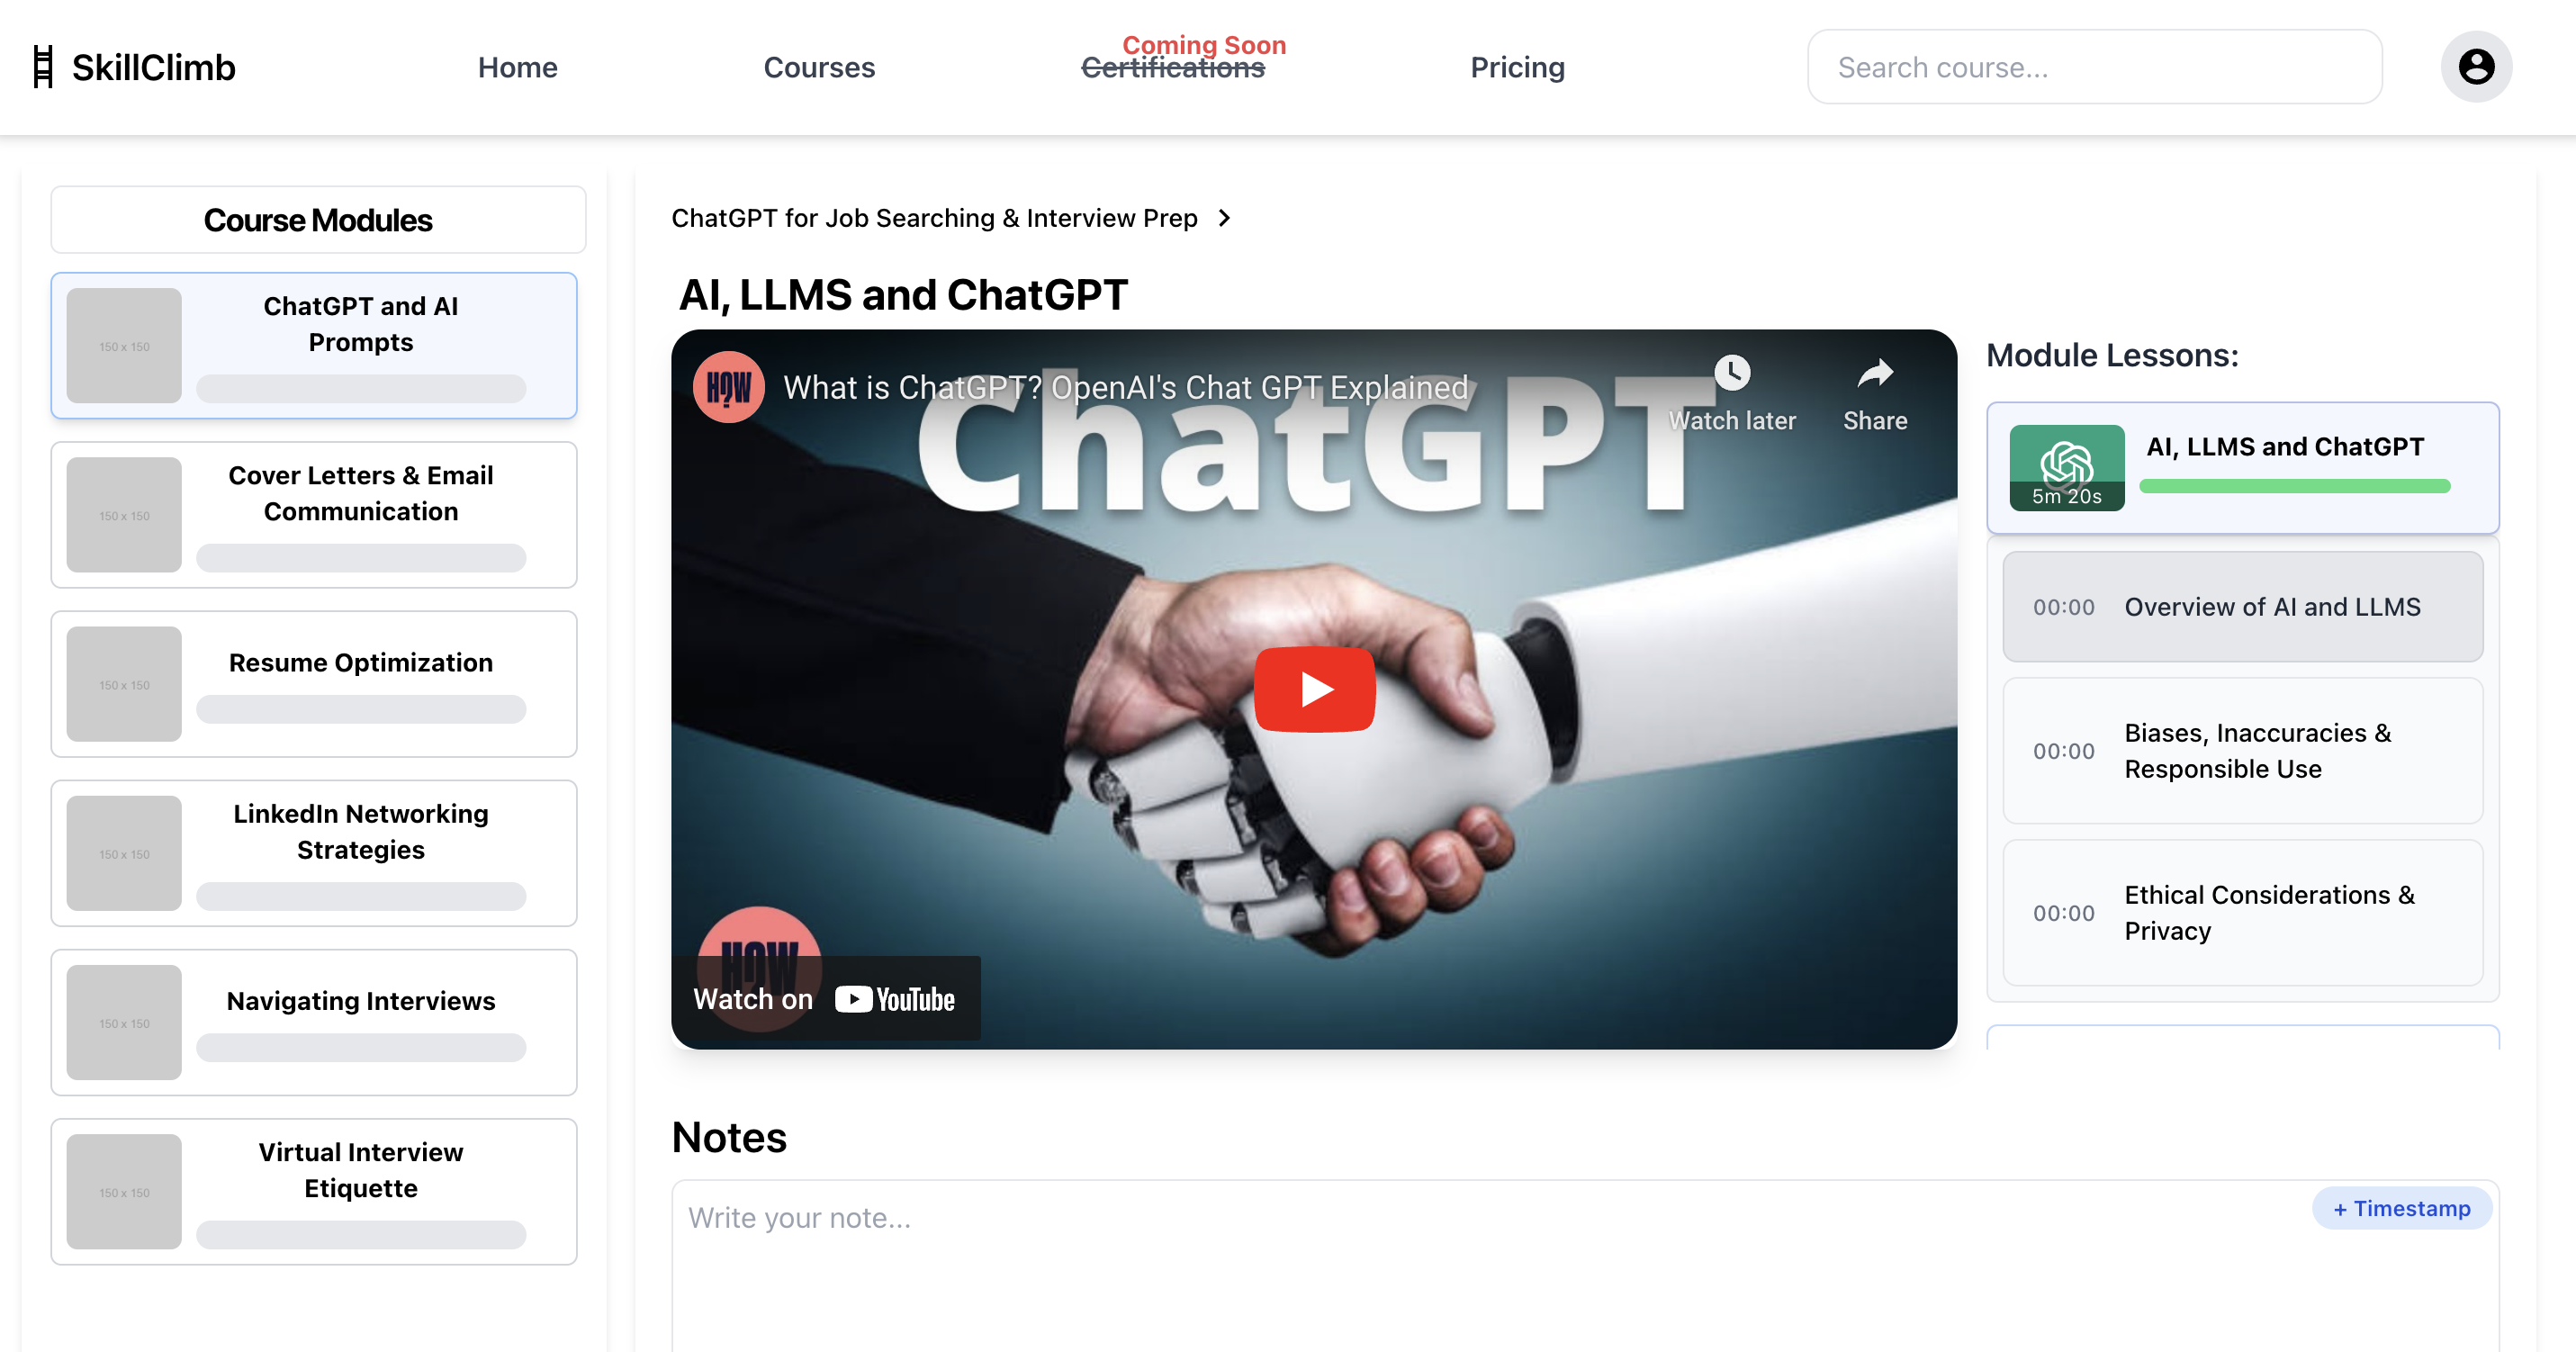 SkillClimb
Home
Courses
Coming Soon
Certifications
Pricing
Search course...
Course Modules
150 x 150
ChatGPT and AI
Prompts
150 x 150
Cover Letters & Email
Communication
150 x 150
Resume Optimization
150 x 150
LinkedIn Networking
Strategies
150 x 150
Navigating Interviews
150 x 150
Virtual Interview
Etiquette
ChatGPT for Job Searching & Interview Prep
AI, LLMS and ChatGPT
HOW
What is ChatGPT? OpenAI's Chat GPT Explained
Watch later
Share
ChatGPT
HOW
Watch on YouTube
Module Lessons:
AI, LLMS and ChatGPT
5m 20s
00:00 Overview of AI and LLMS
00:00 Biases, Inaccuracies &
Responsible Use
00:00 Ethical Considerations &
Privacy
Notes
Write your note...
+ Timestamp